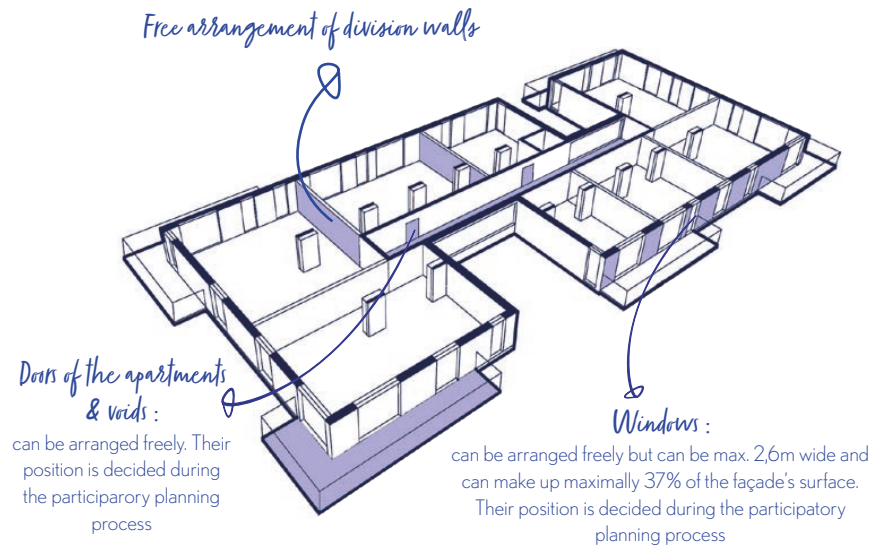 Free arrangement of division walls
Doors of the apartments
& voids :
can be arranged freely. Their
position is decided during
the participarory planning
process
Windows :
can be arranged freely but can be max. 2,6m wide and
can make up maximally 37% of the façade's surface.
Their position is decided during the participatory
planning process